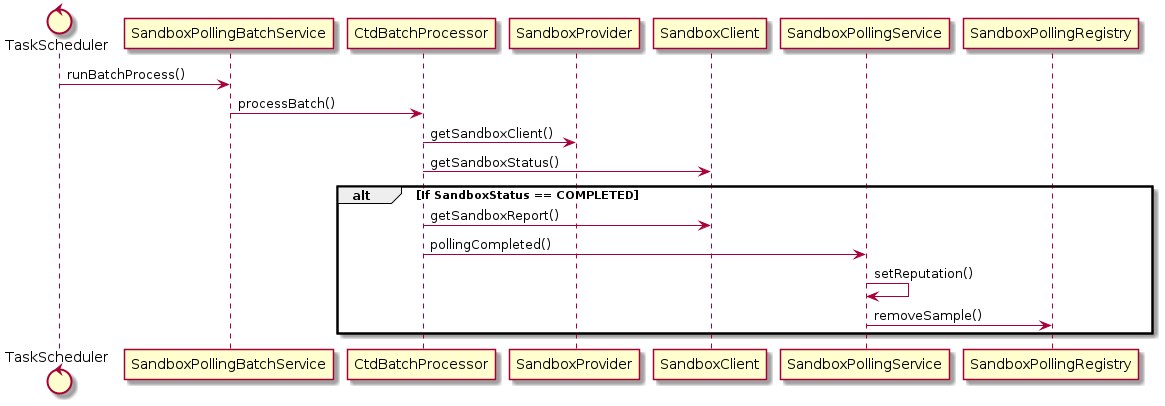 TaskScheduler
SandboxPollingBatchService
CtdBatchProcessor
SandboxProvider
SandboxClient
SandboxPollingService
SandboxPollingRegistry
runBatchProcess()
processBatch()
getSandboxClient()
getSandboxStatus()
alt [If SandboxStatus == COMPLETED]
getSandboxReport()
pollingCompleted()
setReputation()
removeSample()
TaskScheduler
SandboxPollingBatchService
CtdBatchProcessor
SandboxProvider
SandboxClient
SandboxPollingService
SandboxPollingRegistry